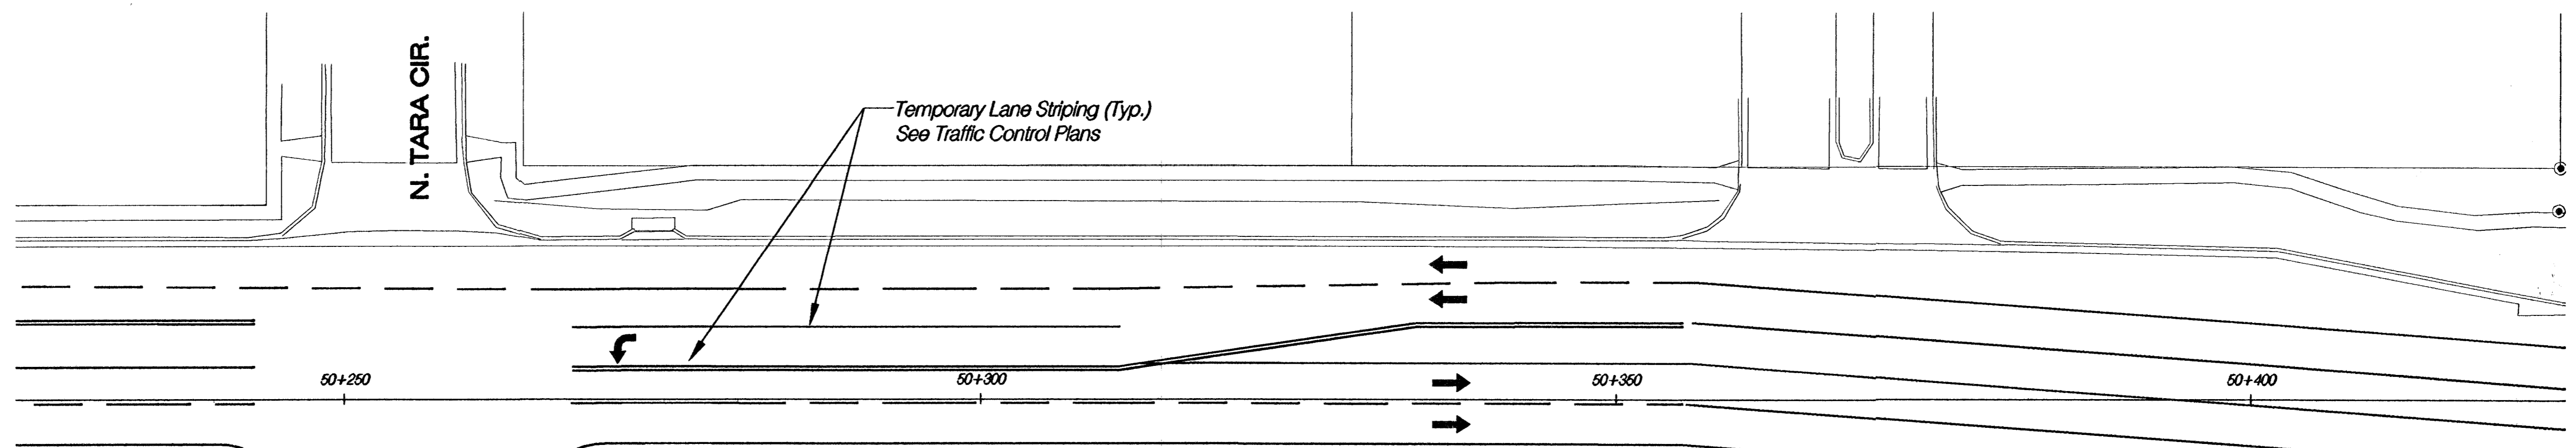 N. TARA CIR.
Temporary Lane Striping (Typ.)
See Traffic Control Plans
50+250
50+300
50+350
50+400